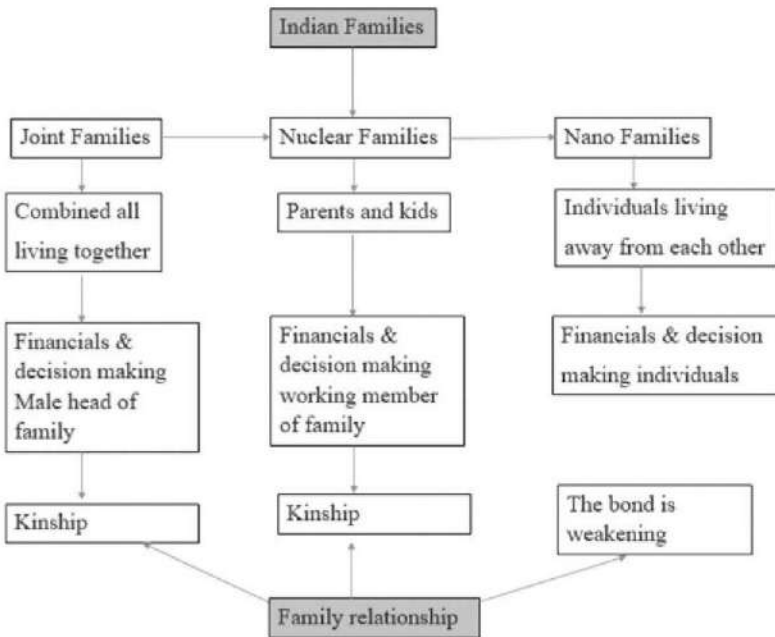 Indian Families
Joint Families
Nuclear Families
Nano Families
Combined all
living together
Parents and kids
Individuals living
away from each other
Financials &
decision making
Male head of
family
Financials &
decision making
working member
of family
Financials & decision
making individuals
Kinship
Kinship
The bond is
weakening
Family relationship